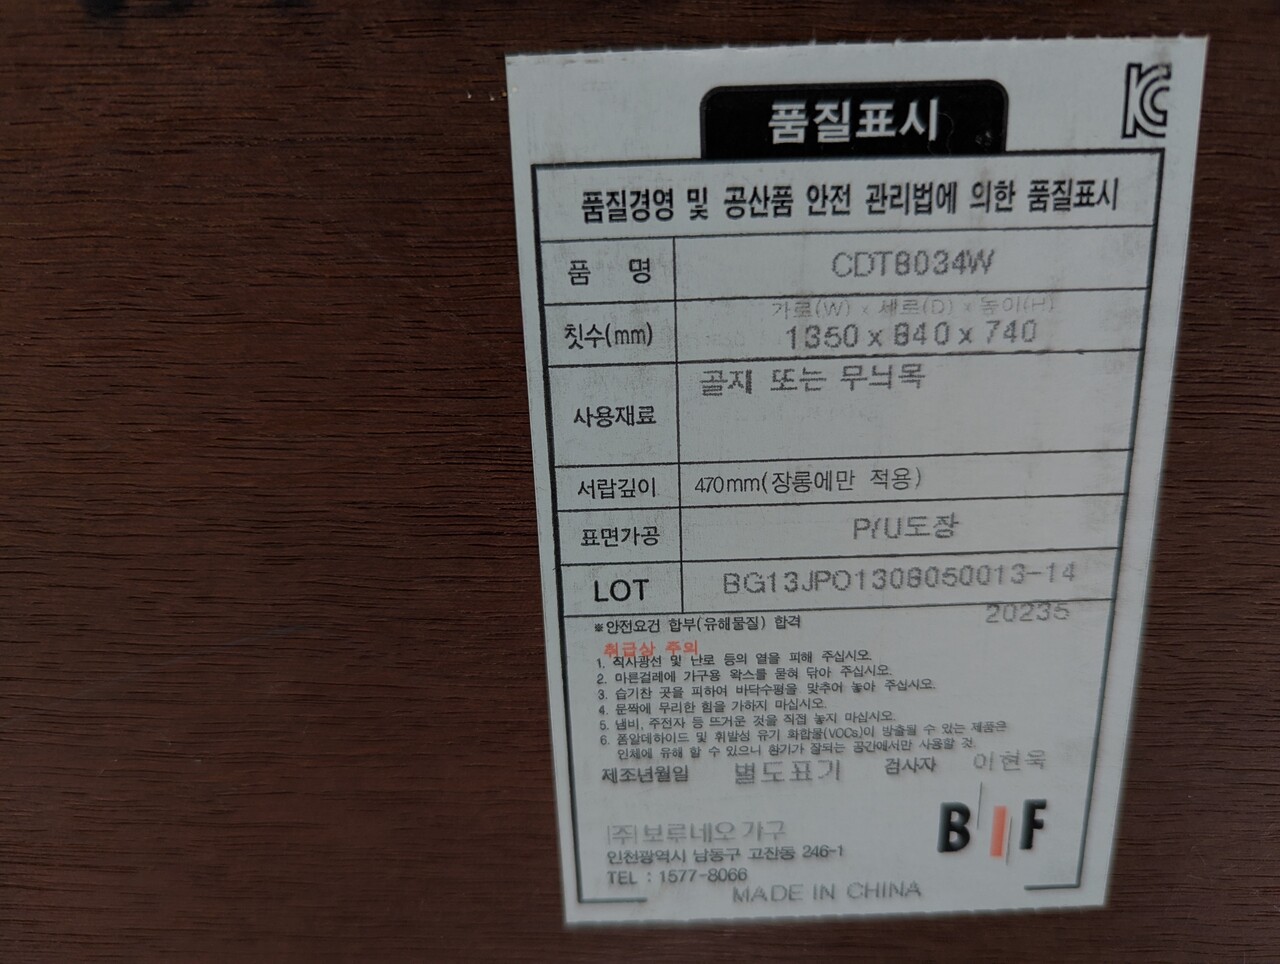 품질표시
품질경영 및 공산품 안전 관리법에 의한 품질표시
품 명 CDT8034W
칫수(mm) 가로(W) x 세로(D) x 높이(H)
1350 x 840 x 740
사용재료 골재 또는 무늬목
서랍깊이 470mm(장롱에만 적용)
표면가공 P/U도장
LOT BG13JPO1308050013-14
20235
※안전요건 합부(유해물질) 합격
취급상 주의
1. 직사광선 및 난로 등의 열을 피해 주십시오.
2. 마른걸레에 가구용 왁스를 묻혀 닦아 주십시오.
3. 습기찬 곳을 피하여 바닥수평을 맞추어 놓아 주십시오.
4. 문짝에 무리한 힘을 가하지 마십시오.
5. 냄비, 주전자 등 뜨거운 것을 직접 놓지 마십시오.
6. 폼알데하이드 및 휘발성 유기 화합물(VOCs)이 방출될 수 있는 제품은
인체에 유해 할 수 있으니 환기가 잘되는 공간에서만 사용할 것.
제조년월일 별도표기 검사자 이현욱
(주)보루네오가구
인천광역시 남동구 고잔동 246-1
TEL : 1577-8066
BIF
MADE IN CHINA